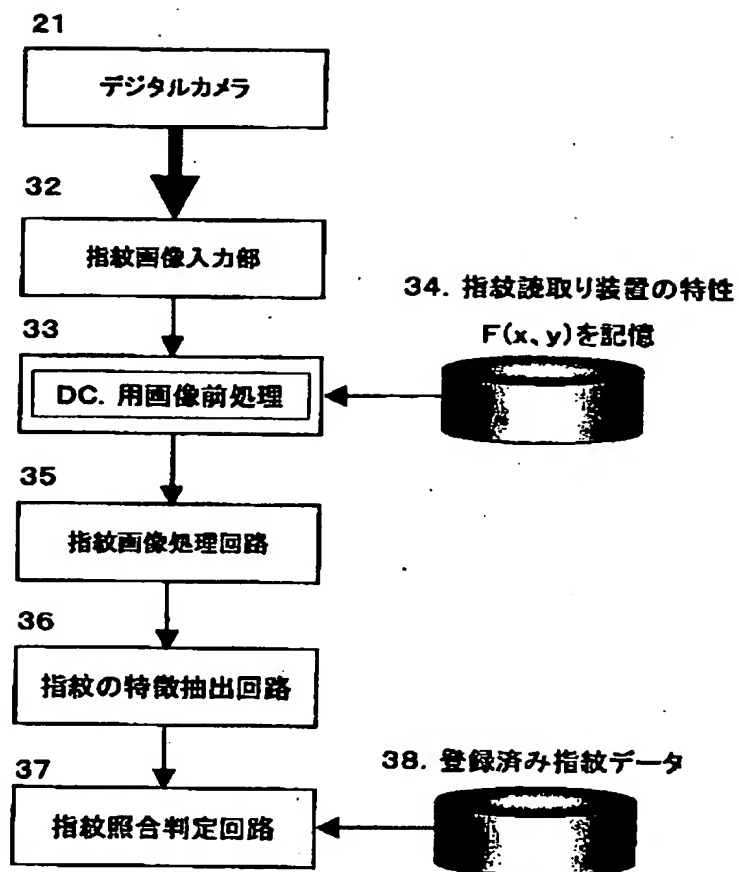 21
デジタルカメラ
32
指紋画像入力部
34. 指紋読取り装置の特性
F(x、y)を記憶
33
DC. 用画像前処理
35
指紋画像処理回路
36
指紋の特徴抽出回路
38. 登録済み指紋データ
37
指紋照合判定回路